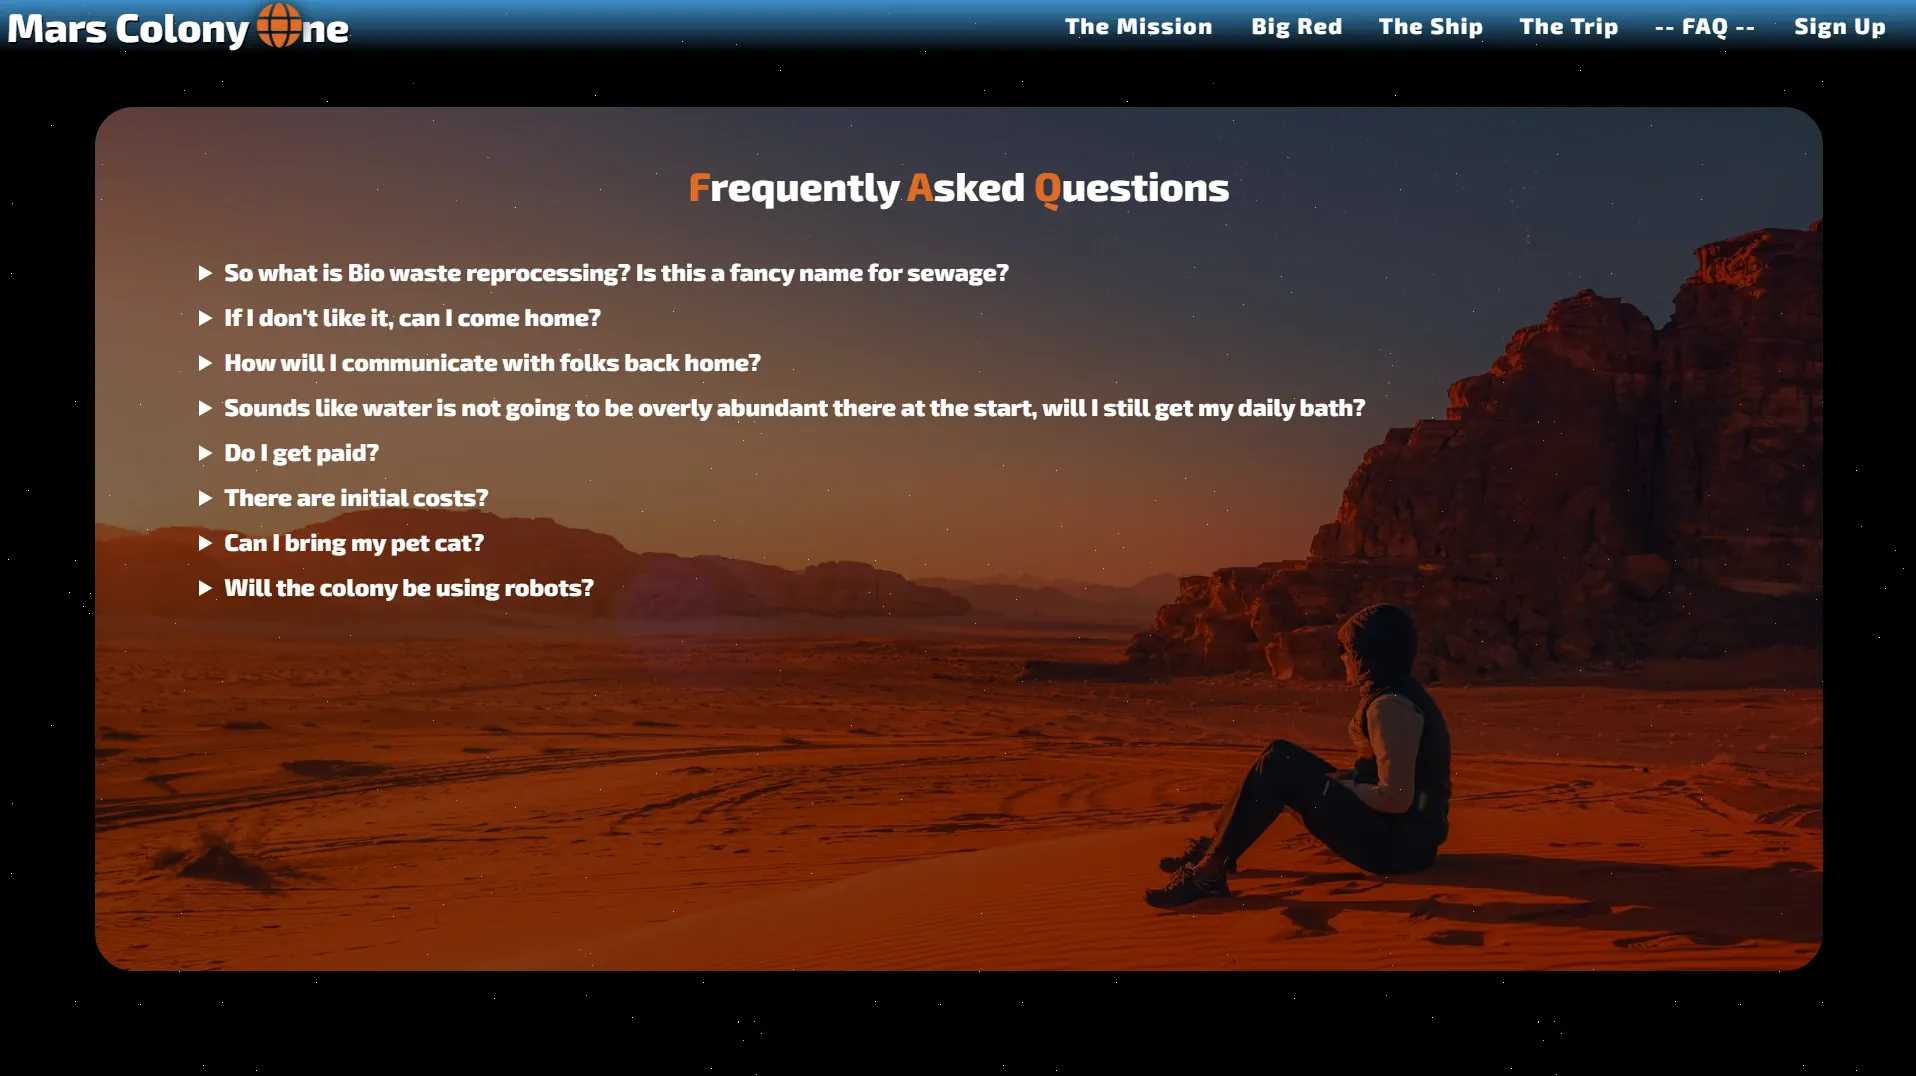 Mars Colony One
The Mission Big Red The Ship The Trip -- FAQ -- Sign Up
Frequently Asked Questions
So what is Bio waste reprocessing? Is this a fancy name for sewage?
If I don't like it, can I come home?
How will I communicate with folks back home?
Sounds like water is not going to be overly abundant there at the start, will I still get my daily bath?
Do I get paid?
There are initial costs?
Can I bring my pet cat?
Will the colony be using robots?